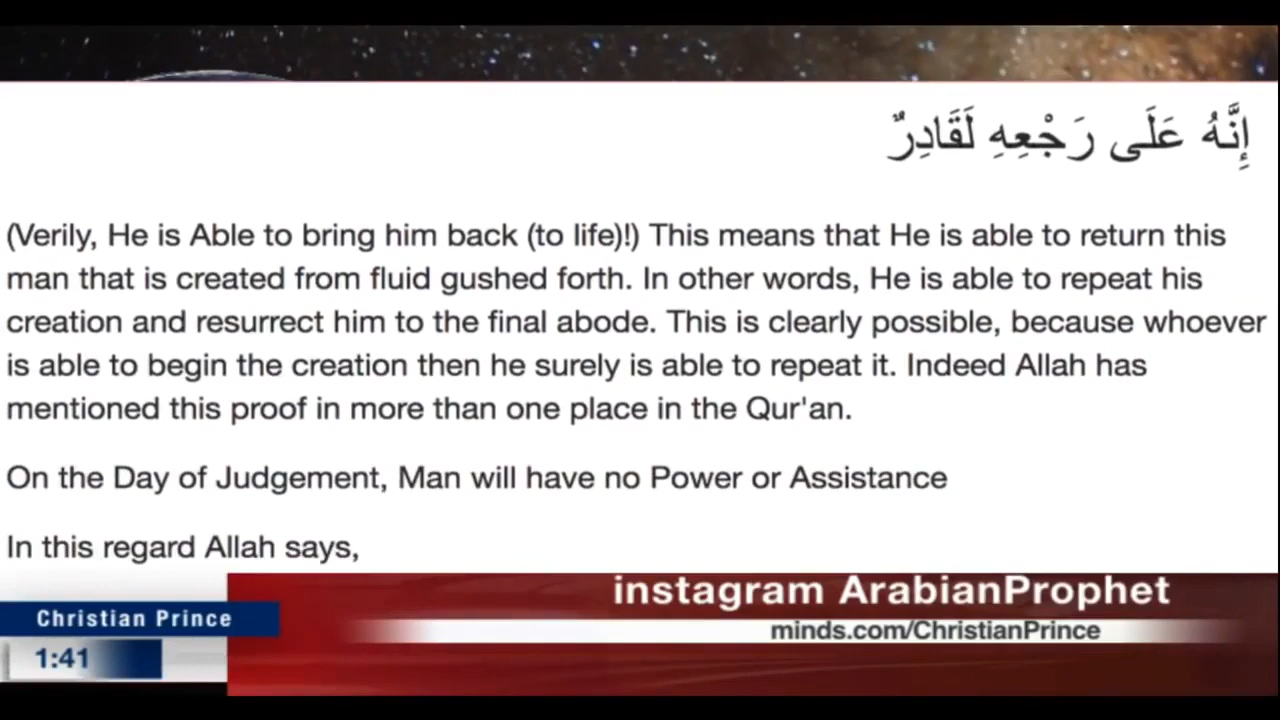 إِنَّهُ عَلَى رَجْعِهِ لَقَادِرٌ
(Verily, He is Able to bring him back (to life)!) This means that He is able to return this
man that is created from fluid gushed forth. In other words, He is able to repeat his
creation and resurrect him to the final abode. This is clearly possible, because whoever
is able to begin the creation then he surely is able to repeat it. Indeed Allah has
mentioned this proof in more than one place in the Qur'an.
On the Day of Judgement, Man will have no Power or Assistance
In this regard Allah says,
instagram ArabianProphet
Christian Prince
minds.com/ChristianPrince
1:41